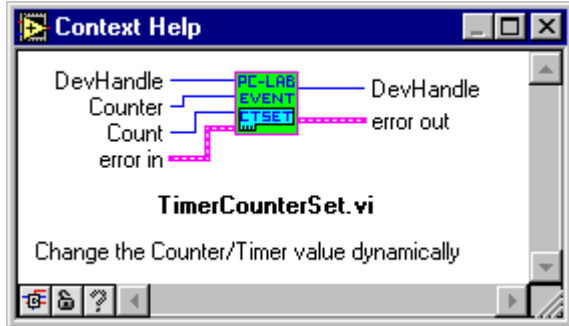 Context Help
DevHandle
Counter
Count
error in
PC-LAB
EVENT
CTSET
DevHandle
error out
TimerCounterSet.vi
Change the Counter/Timer value dynamically
?